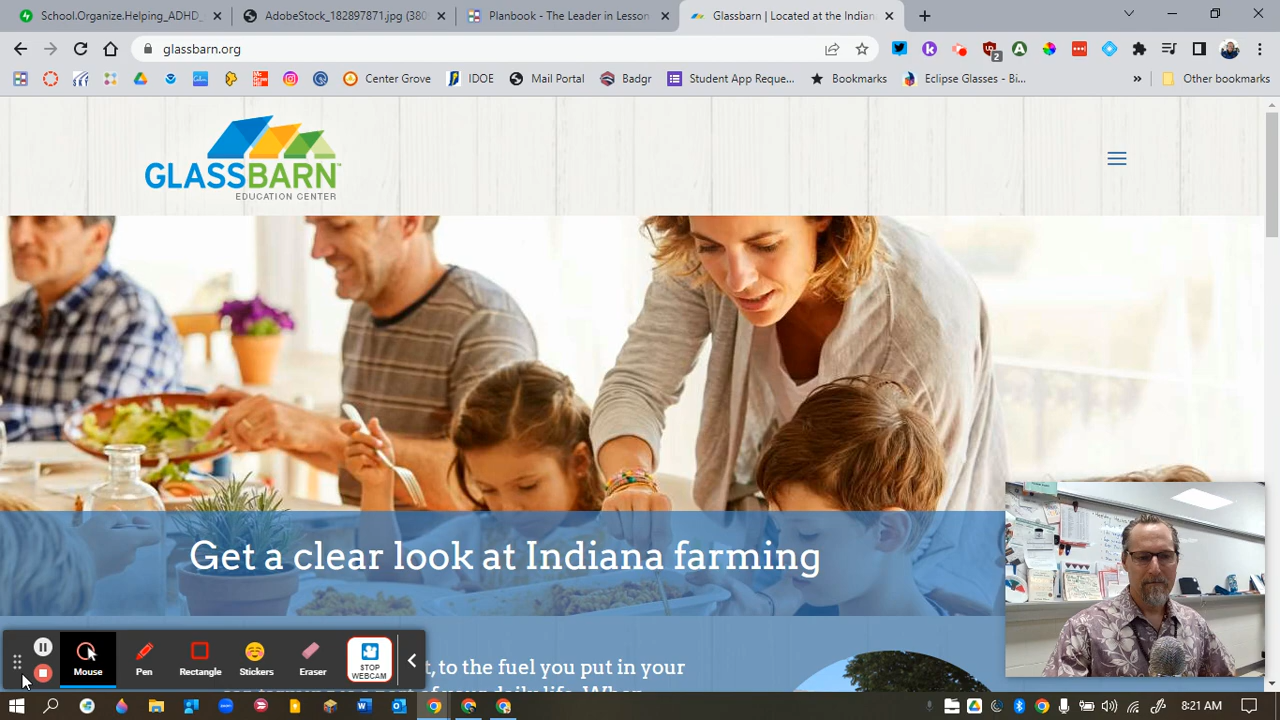 School.Organize.Helping_ADHD_
AdobeStock_182897871.jpg (380
Planbook - The Leader in Lesson
Glassbarn | Located at the Indian
glassbarn.org
2
Center Grove
IDOE
Mail Portal
Badgr
Student App Reque...
Bookmarks
Eclipse Glasses - Bi...
»
Other bookmarks
GLASSBARN™
EDUCATION CENTER
Get a clear look at Indiana farming
t, to the fuel you put in your
Mouse
Pen
Rectangle
Stickers
Eraser
STOP
WEBCAM
8:21 AM